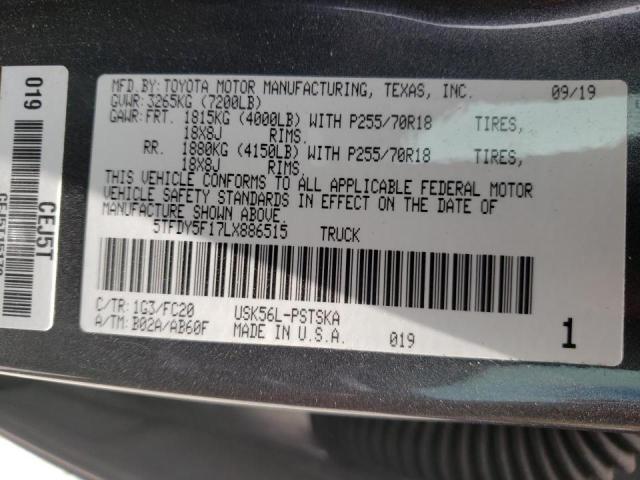 MFD.BY: TOYOTA MOTOR MANUFACTURING, TEXAS, INC. 09/19
GVWR: 3265KG (7200LB)
GAWR: FRT. 1815KG (4000LB) WITH P255/70R18 TIRES,
18X8J RIMS,
RR. 1880KG (4150LB) WITH P255/70R18 TIRES,
18X8J RIMS,
THIS VEHICLE CONFORMS TO ALL APPLICABLE FEDERAL MOTOR
VEHICLE SAFETY STANDARDS IN EFFECT ON THE DATE OF
MANUFACTURE SHOWN ABOVE.
5TFDY5F17LX886515 TRUCK
C/TR: 1G3/FC20 USK56L-PSTSKA
A/TM: B02A/AB60F MADE IN U.S.A. 019 1
019
CEJ5T